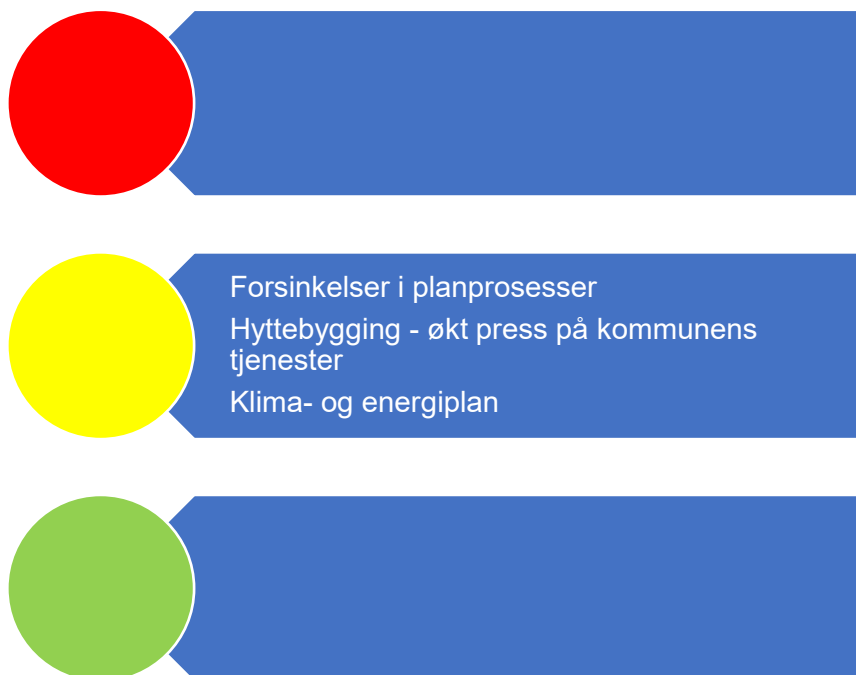 Forsinkelser i planprosesser
Hyttebygging - økt press på kommunens
tjenester
Klima- og energiplan